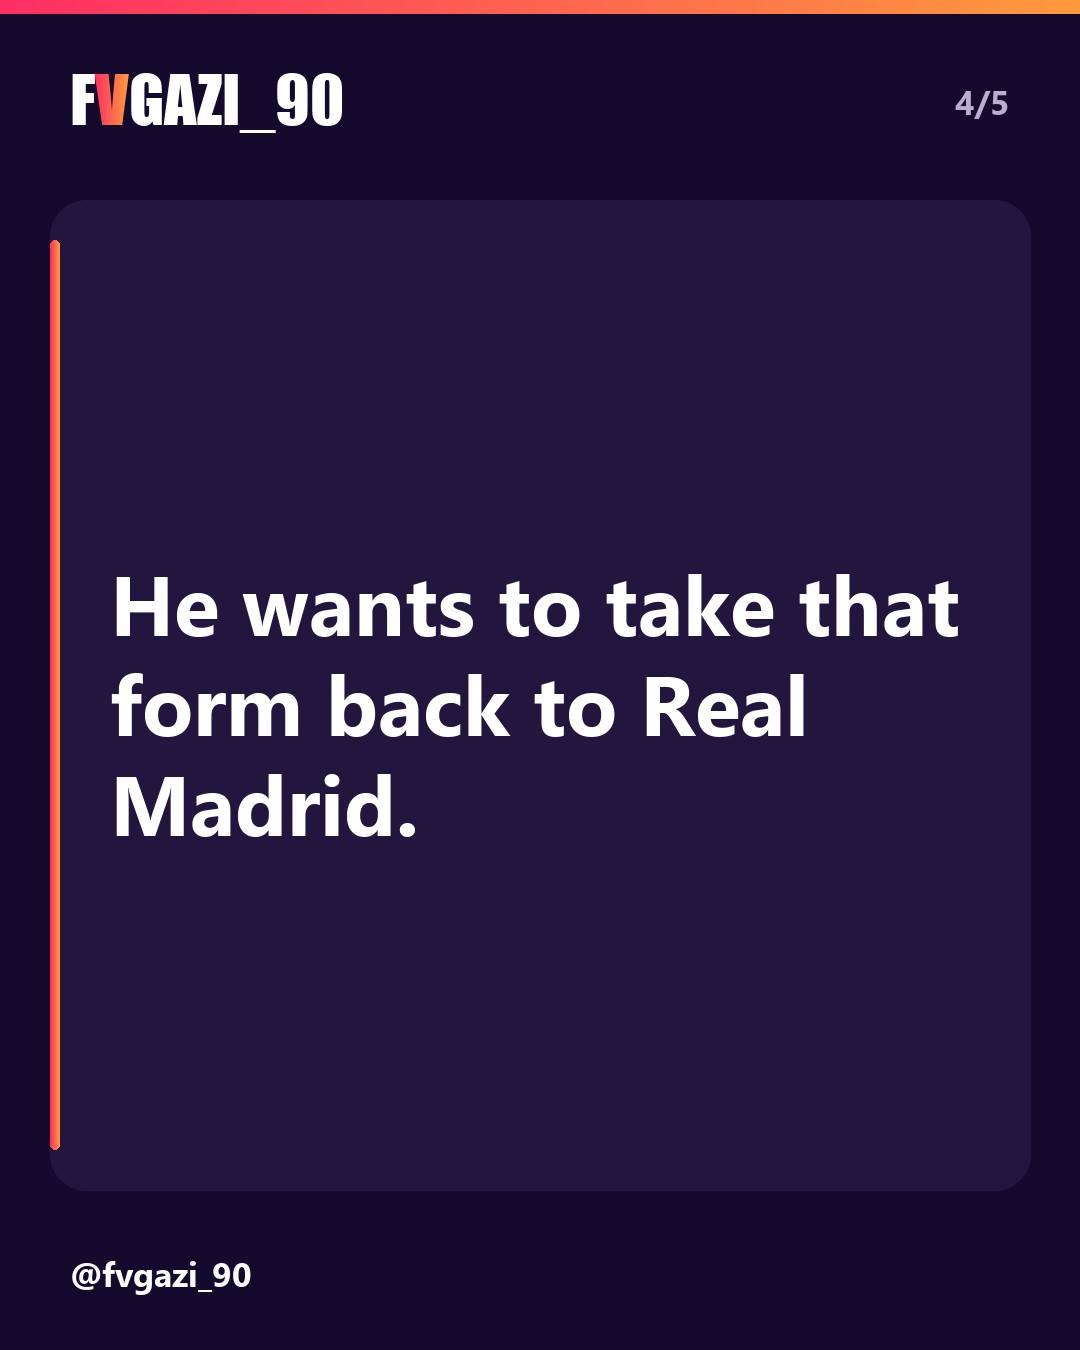 FVGAZI_90
4/5
He wants to take that
form back to Real
Madrid.
@fvgazi_90